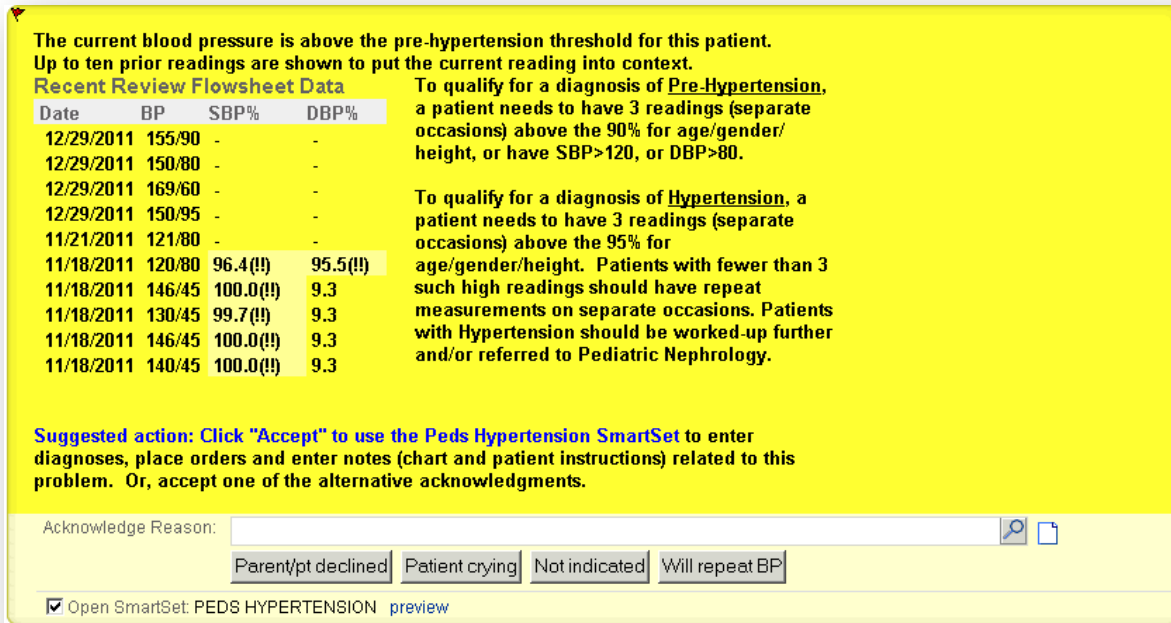 The current blood pressure is above the pre-hypertension threshold for this patient.
Up to ten prior readings are shown to put the current reading into context.
Recent Review Flowsheet Data
Date BP SBP% DBP%
12/29/2011 155/90 - -
12/29/2011 150/80 - -
12/29/2011 169/60 - -
12/29/2011 150/95 - -
11/21/2011 121/80 - -
11/18/2011 120/80 96.4(!!) 95.5(!!)
11/18/2011 146/45 100.0(!!) 9.3
11/18/2011 130/45 99.7(!!) 9.3
11/18/2011 146/45 100.0(!!) 9.3
11/18/2011 140/45 100.0(!!) 9.3
To qualify for a diagnosis of Pre-Hypertension,
a patient needs to have 3 readings (separate
occasions) above the 90% for age/gender/
height, or have SBP>120, or DBP>80.
To qualify for a diagnosis of Hypertension, a
patient needs to have 3 readings (separate
occasions) above the 95% for
age/gender/height. Patients with fewer than 3
such high readings should have repeat
measurements on separate occasions. Patients
with Hypertension should be worked-up further
and/or referred to Pediatric Nephrology.
Suggested action: Click "Accept" to use the Peds Hypertension SmartSet to enter
diagnoses, place orders and enter notes (chart and patient instructions) related to this
problem. Or, accept one of the alternative acknowledgments.
Acknowledge Reason:
Parent/pt declined Patient crying Not indicated Will repeat BP
Open SmartSet: PEDS HYPERTENSION preview